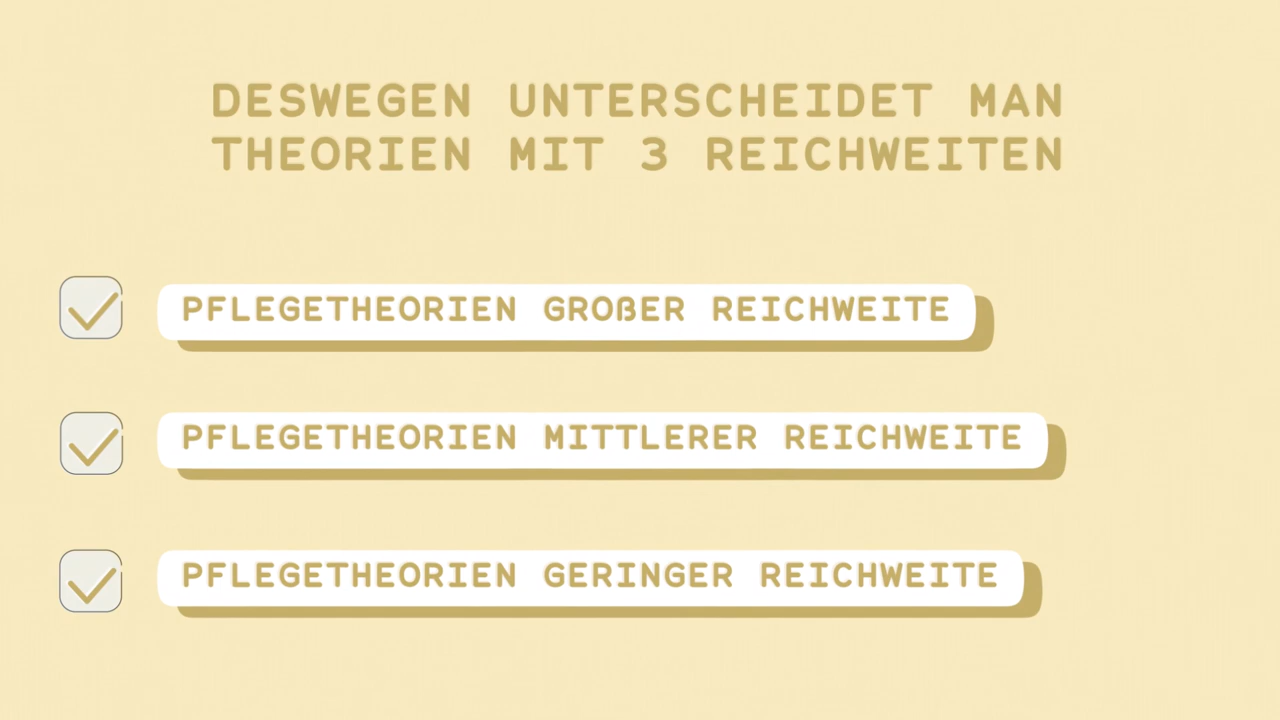 DESWEGEN UNTERSCHEIDET MAN
THEORIEN MIT 3 REICHWEITEN
PFLEGETHEORIEN GROßER REICHWEITE
PFLEGETHEORIEN MITTLERER REICHWEITE
PFLEGETHEORIEN GERINGER REICHWEITE